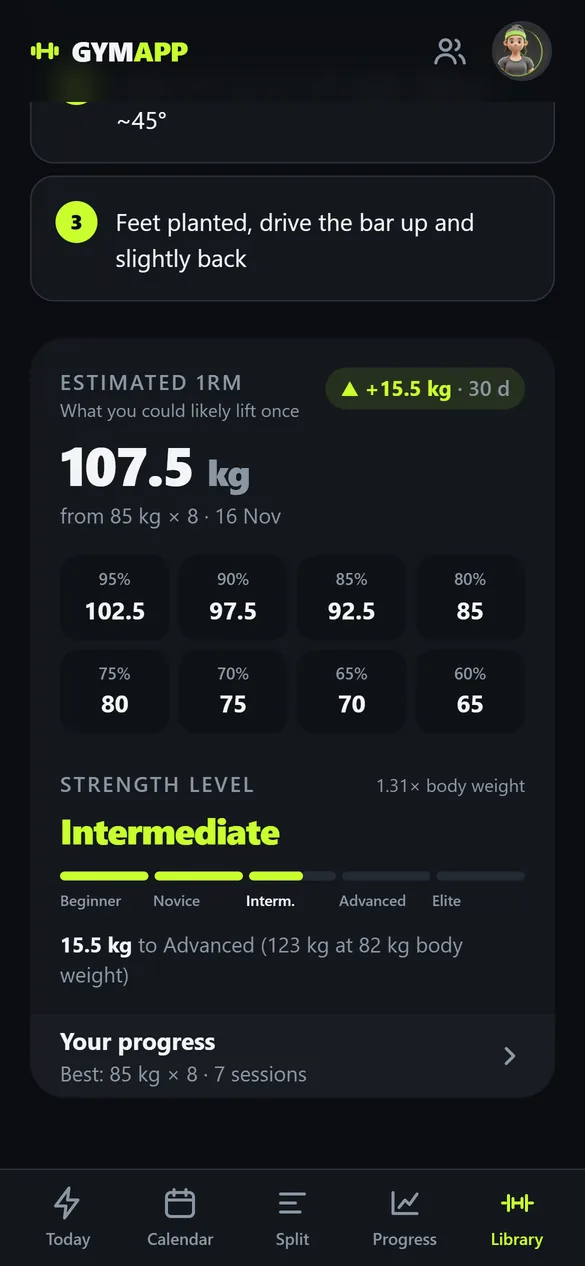 GYMAPP
~45°
3
Feet planted, drive the bar up and
slightly back
ESTIMATED 1RM
▲ +15.5 kg · 30 d
What you could likely lift once
107.5 kg
from 85 kg × 8 · 16 Nov
95% 90% 85% 80%
102.5 97.5 92.5 85
75% 70% 65% 60%
80 75 70 65
STRENGTH LEVEL 1.31× body weight
Intermediate
Beginner Novice Interm. Advanced Elite
15.5 kg to Advanced (123 kg at 82 kg body
weight)
Your progress
Best: 85 kg × 8 · 7 sessions
Today Calendar Split Progress Library